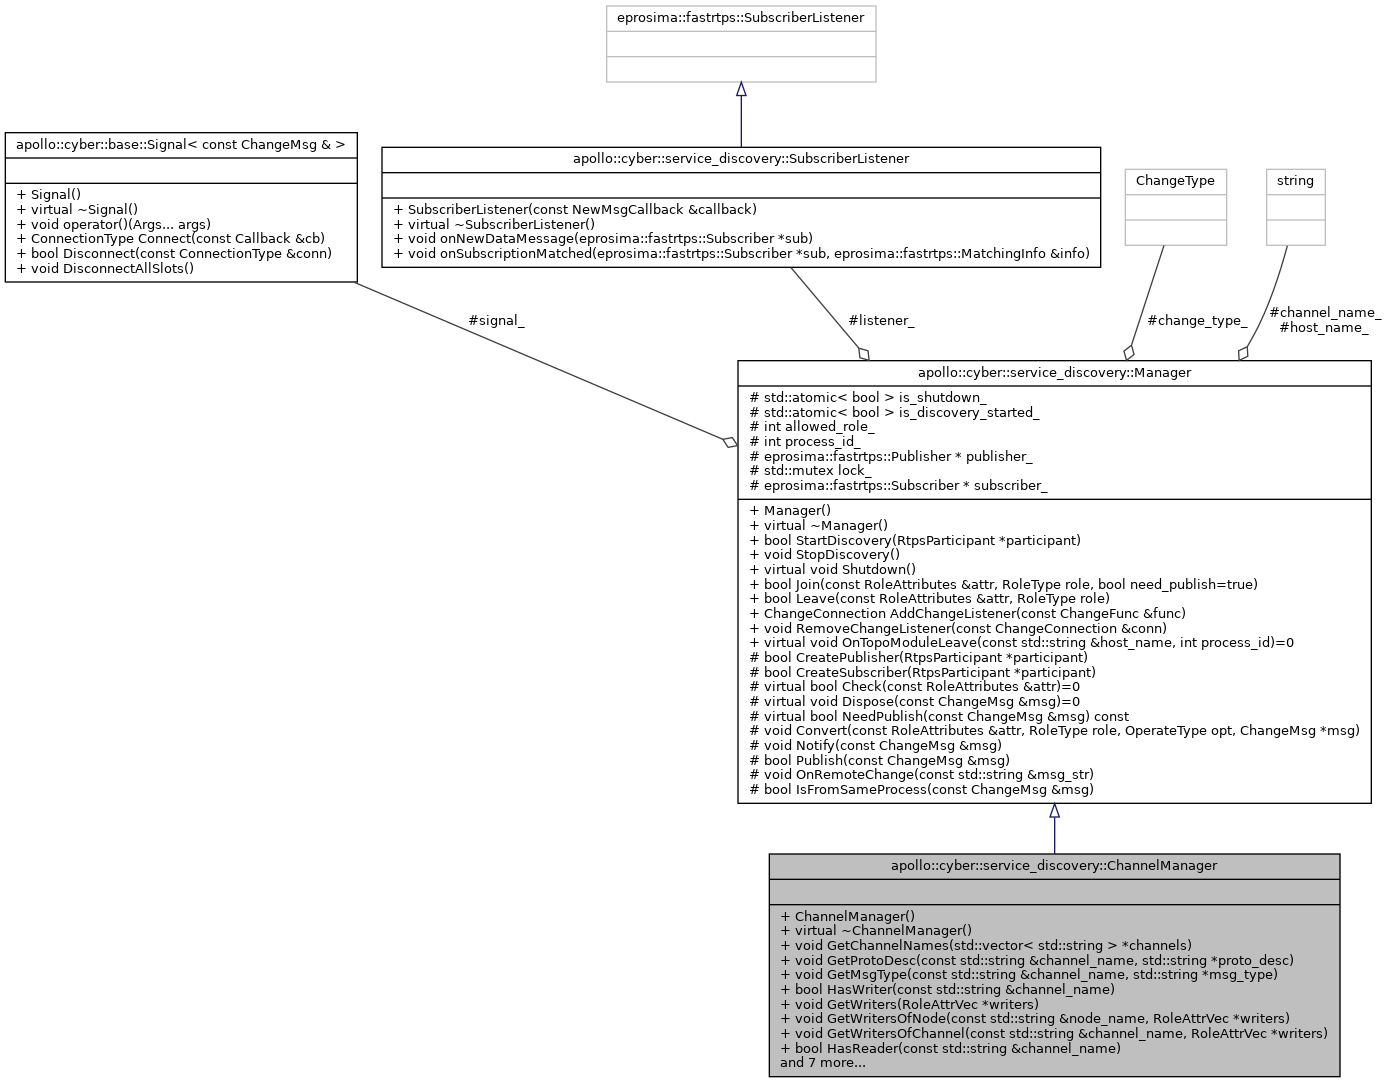 eprosima::fastrtps::SubscriberListener
apollo::cyber::base::Signal< const ChangeMsg & >
+ Signal()
+ virtual ~Signal()
+ void operator()(Args... args)
+ ConnectionType Connect(const Callback &cb)
+ bool Disconnect(const ConnectionType &conn)
+ void DisconnectAllSlots()
apollo::cyber::service_discovery::SubscriberListener
+ SubscriberListener(const NewMsgCallback &callback)
+ virtual ~SubscriberListener()
+ void onNewDataMessage(eprosima::fastrtps::Subscriber *sub)
+ void onSubscriptionMatched(eprosima::fastrtps::Subscriber *sub, eprosima::fastrtps::MatchingInfo &info)
ChangeType
string
#signal_
#listener_
#change_type_
#channel_name_
#host_name_
apollo::cyber::service_discovery::Manager
# std::atomic< bool > is_shutdown_
# std::atomic< bool > is_discovery_started_
# int allowed_role_
# int process_id_
# eprosima::fastrtps::Publisher * publisher_
# std::mutex lock_
# eprosima::fastrtps::Subscriber * subscriber_
+ Manager()
+ virtual ~Manager()
+ bool StartDiscovery(RtpsParticipant *participant)
+ void StopDiscovery()
+ virtual void Shutdown()
+ bool Join(const RoleAttributes &attr, RoleType role, bool need_publish=true)
+ bool Leave(const RoleAttributes &attr, RoleType role)
+ ChangeConnection AddChangeListener(const ChangeFunc &func)
+ void RemoveChangeListener(const ChangeConnection &conn)
+ virtual void OnTopoModuleLeave(const std::string &host_name, int process_id)=0
# bool CreatePublisher(RtpsParticipant *participant)
# bool CreateSubscriber(RtpsParticipant *participant)
# virtual bool Check(const RoleAttributes &attr)=0
# virtual void Dispose(const ChangeMsg &msg)=0
# virtual bool NeedPublish(const ChangeMsg &msg) const
# void Convert(const RoleAttributes &attr, RoleType role, OperateType opt, ChangeMsg *msg)
# void Notify(const ChangeMsg &msg)
# bool Publish(const ChangeMsg &msg)
# void OnRemoteChange(const std::string &msg_str)
# bool IsFromSameProcess(const ChangeMsg &msg)
apollo::cyber::service_discovery::ChannelManager
+ ChannelManager()
+ virtual ~ChannelManager()
+ void GetChannelNames(std::vector< std::string > *channels)
+ void GetProtoDesc(const std::string &channel_name, std::string *proto_desc)
+ void GetMsgType(const std::string &channel_name, std::string *msg_type)
+ bool HasWriter(const std::string &channel_name)
+ void GetWriters(RoleAttrVec *writers)
+ void GetWritersOfNode(const std::string &node_name, RoleAttrVec *writers)
+ void GetWritersOfChannel(const std::string &channel_name, RoleAttrVec *writers)
+ bool HasReader(const std::string &channel_name)
and 7 more...